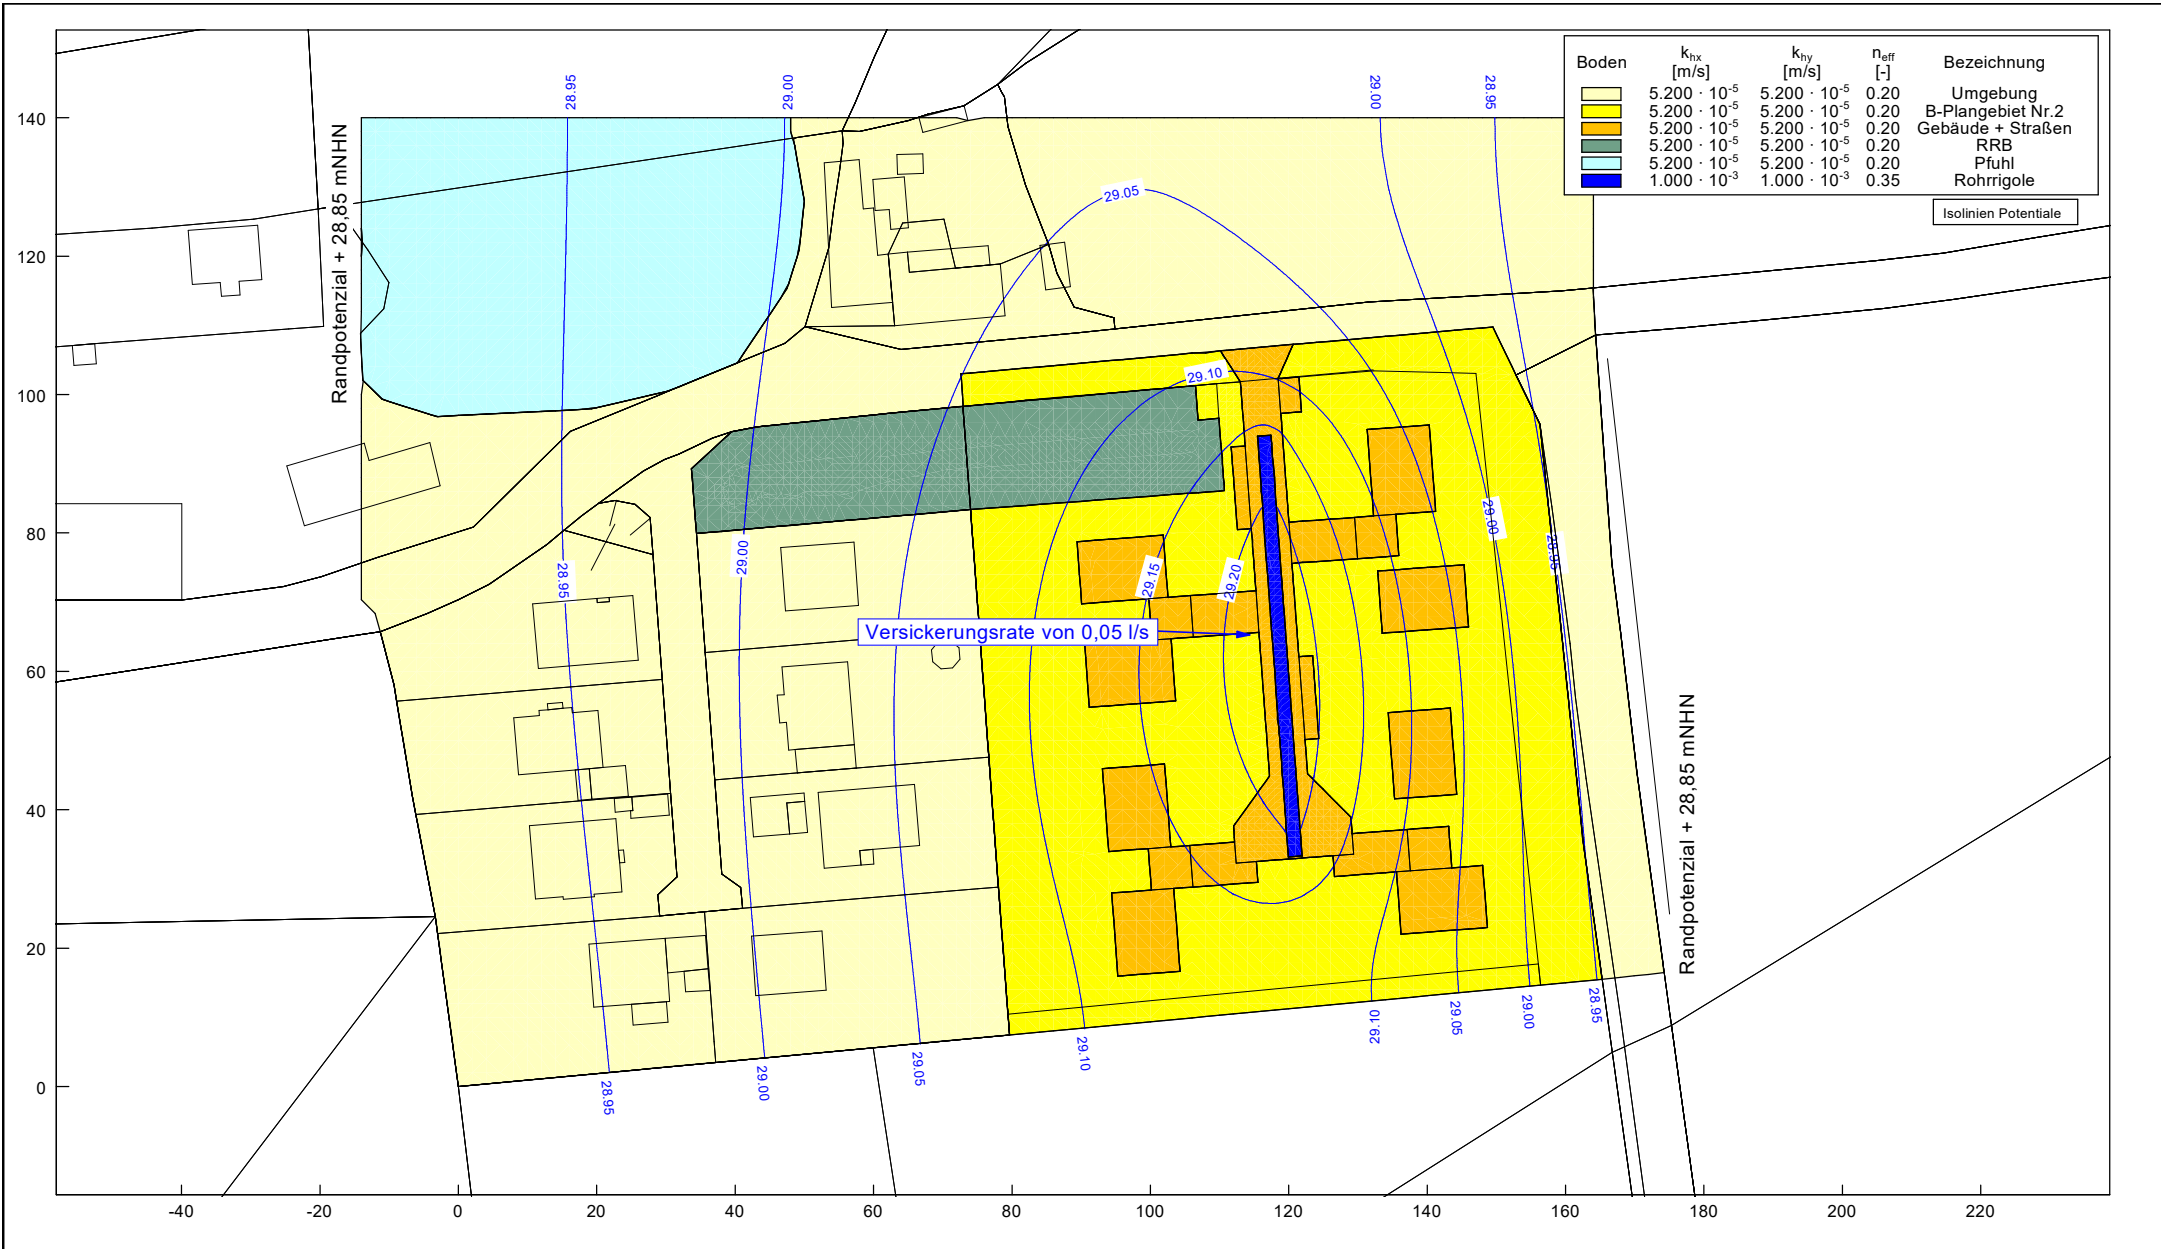 Boden khx khy neff Bezeichnung
[m/s] [m/s] [-]
5.200 · 10-5 5.200 · 10-5 0.20 Umgebung
5.200 · 10-5 5.200 · 10-5 0.20 B-Plangebiet Nr.2
5.200 · 10-5 5.200 · 10-5 0.20 Gebäude + Straßen
5.200 · 10-5 5.200 · 10-5 0.20 RRB
5.200 · 10-5 5.200 · 10-5 0.20 Pfuhl
1.000 · 10-3 1.000 · 10-3 0.35 Rohrrigole
Isolinien Potentiale
28.95
29.00
29.00
28.95
Randpotenzial + 28,85 mNHN
29.05
29.10
29.00
28.95
29.00
28.95
29.15
29.20
Versickerungsrate von 0,05 l/s
Randpotenzial + 28,85 mNHN
28.95
29.00
29.05
29.10
29.10
29.05
29.00
28.95
140
120
100
80
60
40
20
0
-40 -20 0 20 40 60 80 100 120 140 160 180 200 220